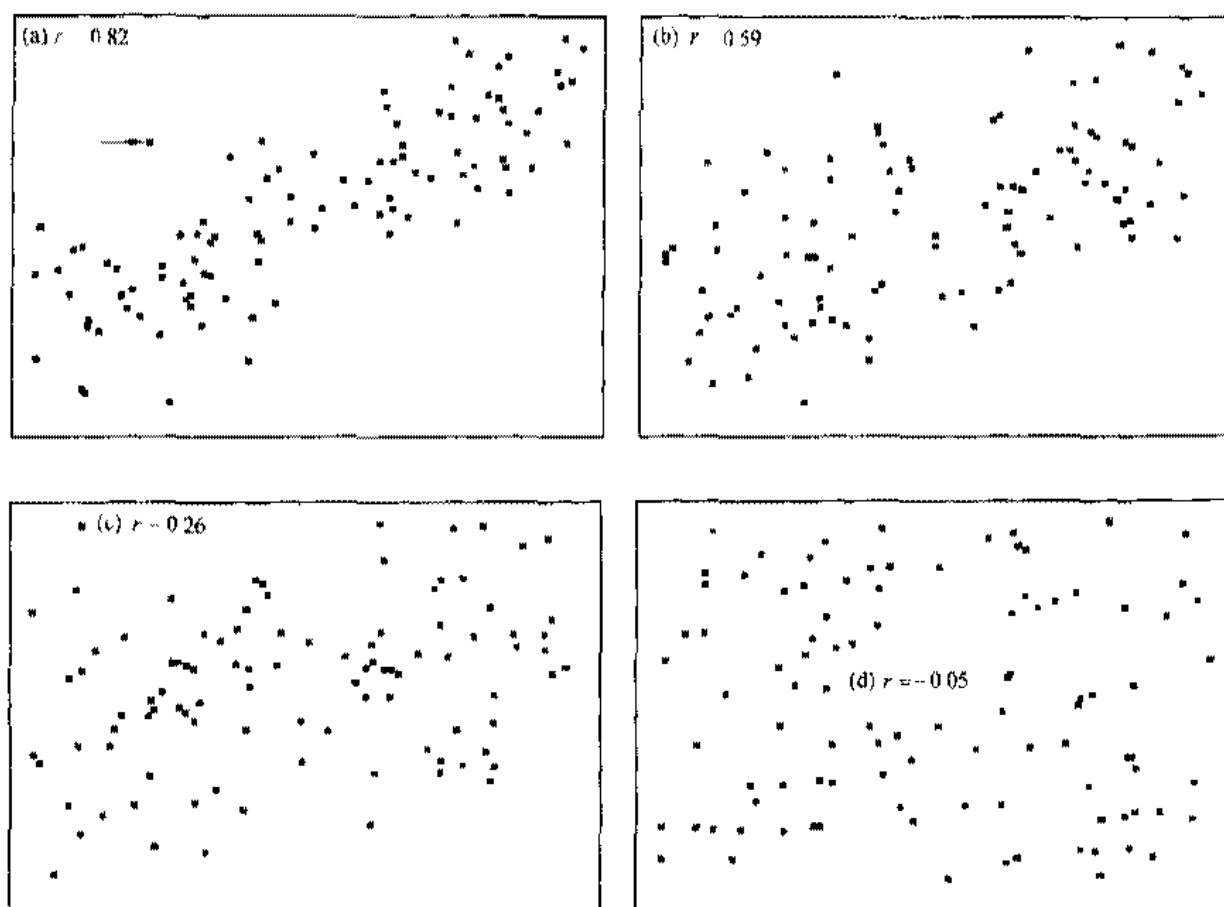 (a) r 0.82
(b) r 0.59
(c) r = 0.26
(d) r = -0.05